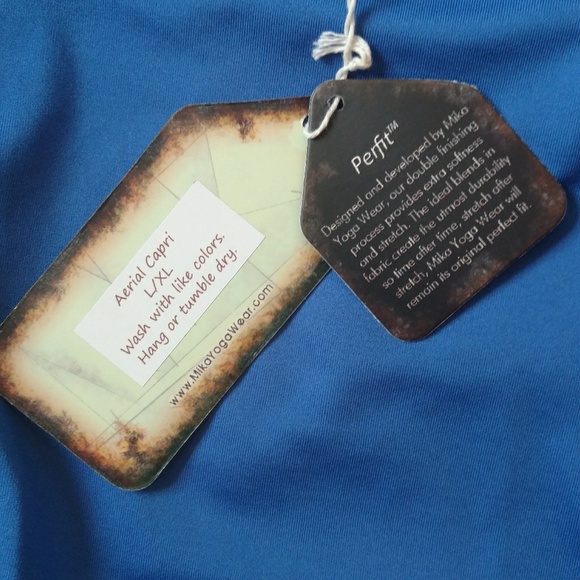 Aerial Capri
L/XL
Wash with like colors.
Hang or tumble dry.
www.MikaYogaWear.com
Perfit™
Designed and developed by Mika
Yoga Wear, our double finishing
process provides extra softness
and stretch. The ideal blends in
fabric create the utmost durability
so time after time, stretch after
stretch, Mika Yoga Wear will
remain its original perfect fit.